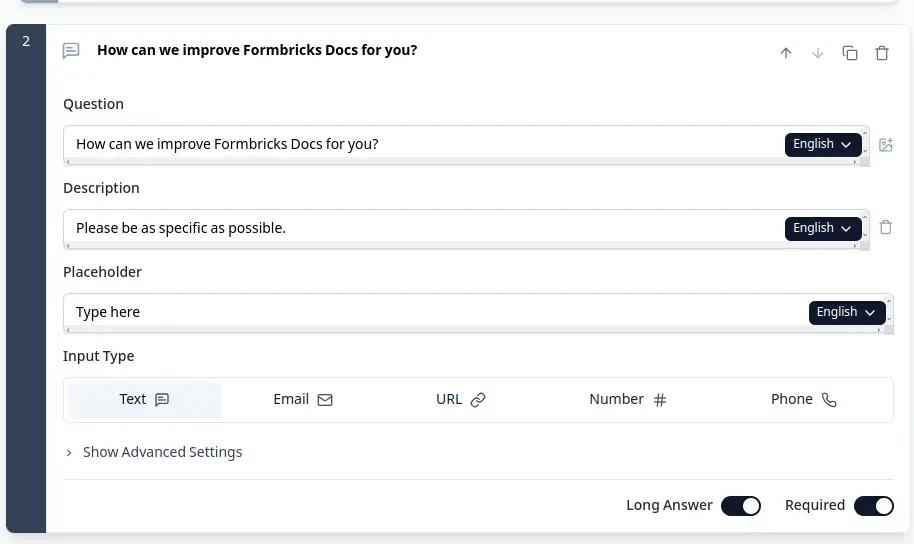 2
How can we improve Formbricks Docs for you?
Question
How can we improve Formbricks Docs for you? English
Description
Please be as specific as possible. English
Placeholder
Type here English
Input Type
Text Email URL Number Phone
Show Advanced Settings
Long Answer Required